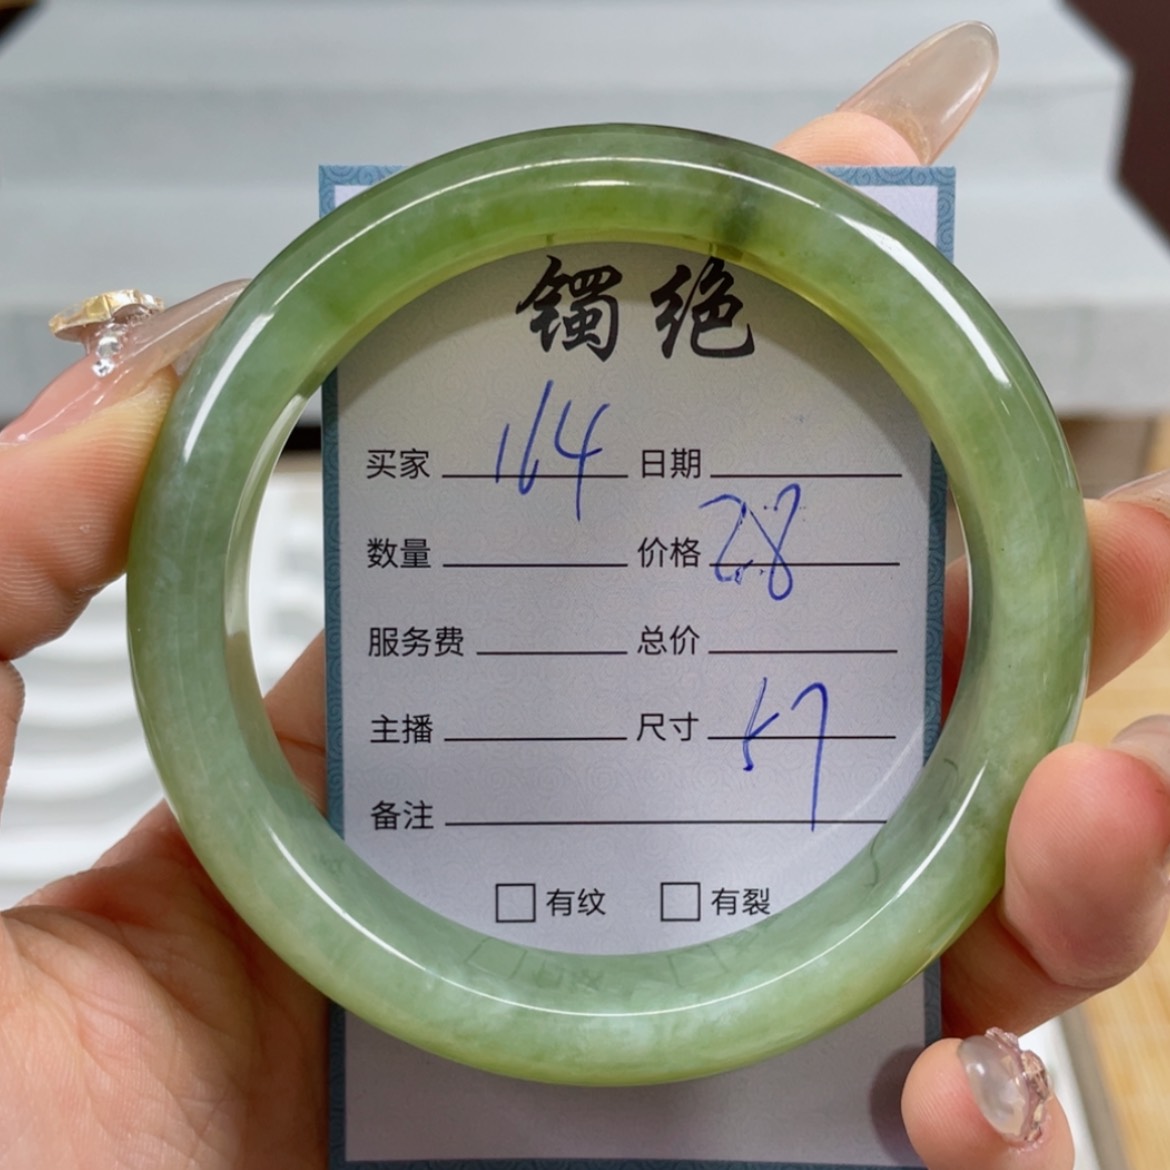 镯绝
买家 164 日期
数量 价格 28
服务费 总价
主播 尺寸 57
备注
□有纹 □有裂